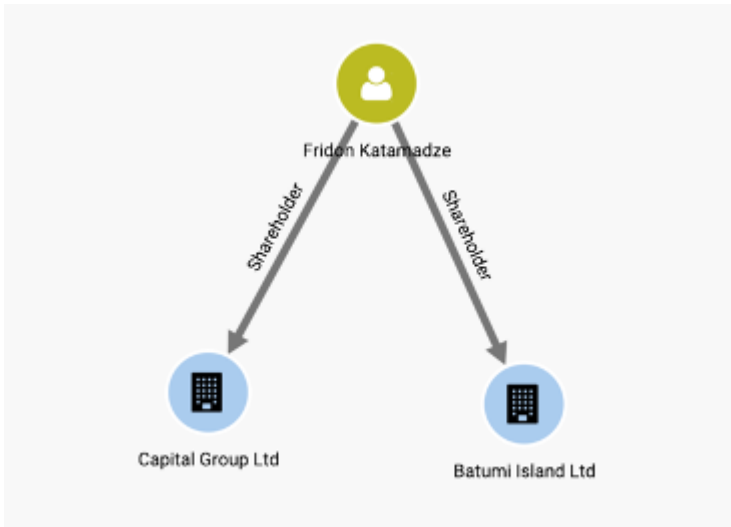 Fridon Katamadze
Shareholder
Shareholder
Capital Group Ltd
Batumi Island Ltd